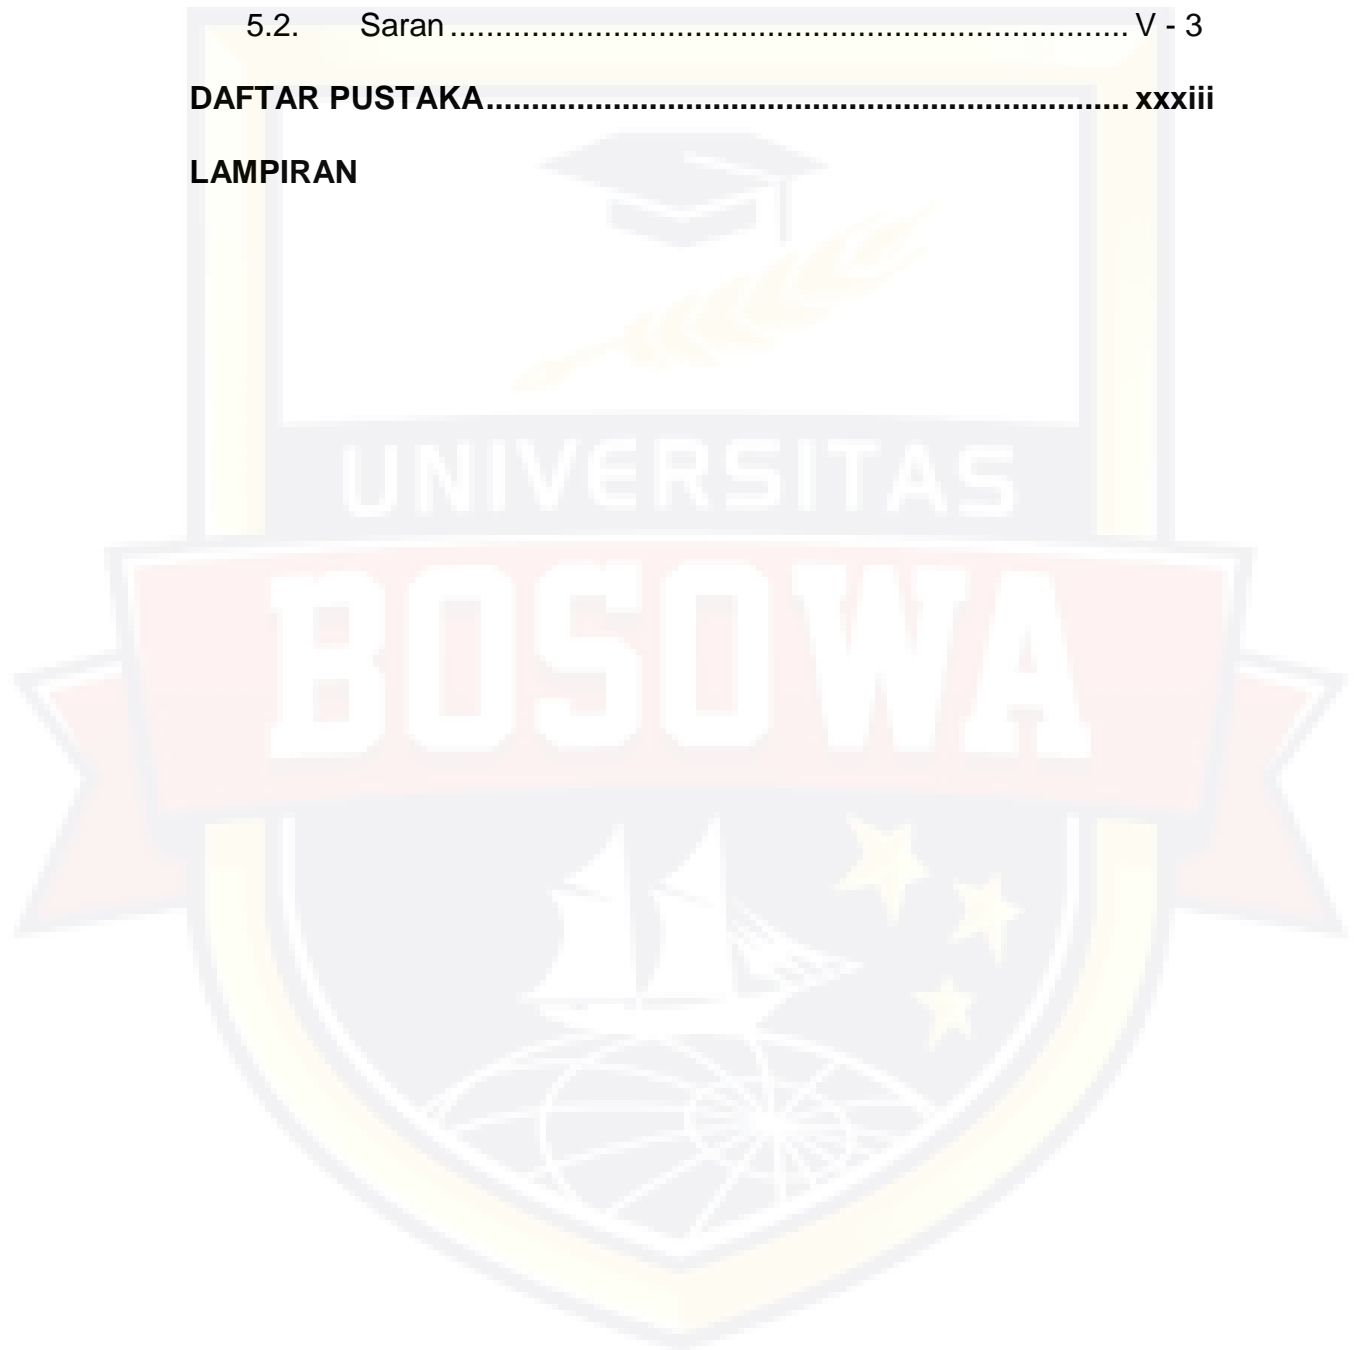 5.2. Saran ........................................................................... V - 3
DAFTAR PUSTAKA....................................................................... xxxiii
LAMPIRAN
UNIVERSITAS
BOSOWA